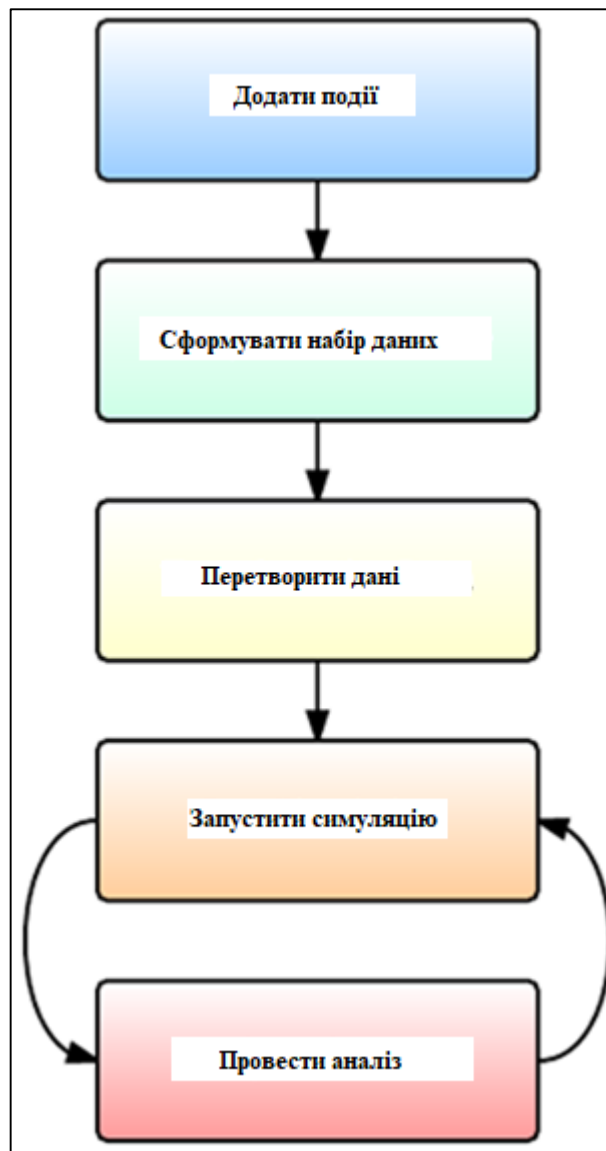 Додати події
Сформувати набір даних
Перетворити дані
Запустити симуляцію
Провести аналіз